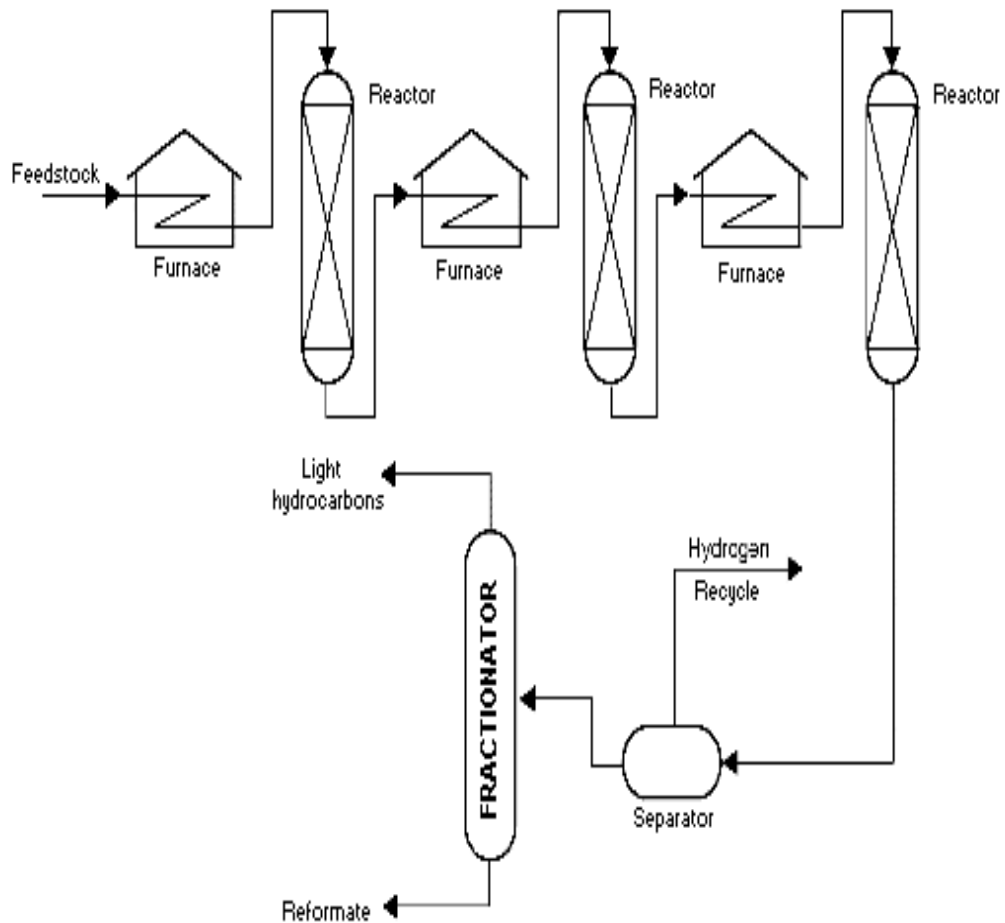 Reactor
Reactor
Reactor
Feedstock
Furnace
Furnace
Furnace
Light
hydrocarbons
Hydrogen
Recycle
FRACTIONATOR
Separator
Reformate